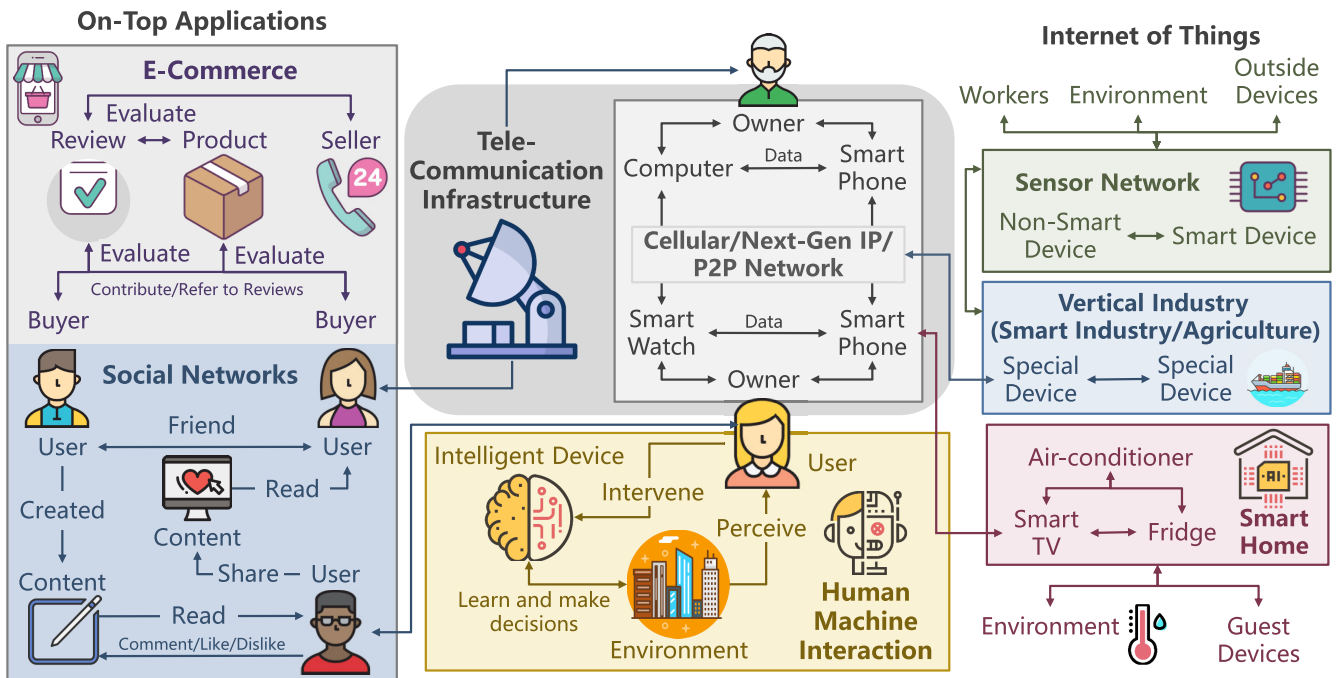 On-Top Applications
E-Commerce
Evaluate
Review
Product
Seller
24
Evaluate
Evaluate
Contribute/Refer to Reviews
Buyer
Buyer
Social Networks
Friend
User
User
Read
Created
Content
Content
Share
User
Read
Comment/Like/Dislike
Tele-
Communication
Infrastructure
Owner
Computer
Data
Smart
Phone
Cellular/Next-Gen IP/
P2P Network
Smart
Watch
Data
Smart
Phone
Owner
Intelligent Device
User
Intervene
Perceive
Learn and make
decisions
Environment
Human
Machine
Interaction
Internet of Things
Workers
Environment
Outside
Devices
Sensor Network
Non-Smart
Device
Smart Device
Vertical Industry
(Smart Industry/Agriculture)
Special
Device
Special
Device
Air-conditioner
AI
Smart
TV
Fridge
Smart
Home
Environment
Guest
Devices